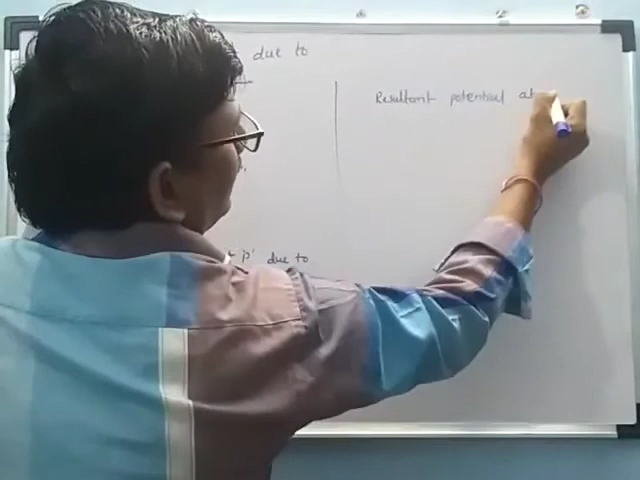 due to
'p' due to
Resultant potential at